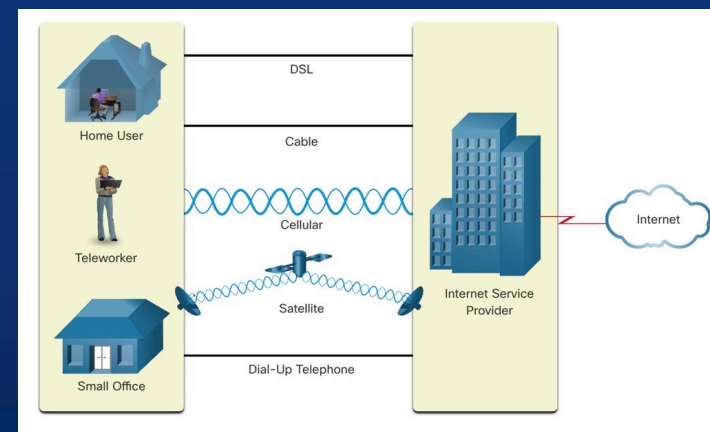 DSL
Home User
Cable
Cellular
Teleworker
Internet
Satellite
Internet Service
Provider
Dial-Up Telephone
Small Office